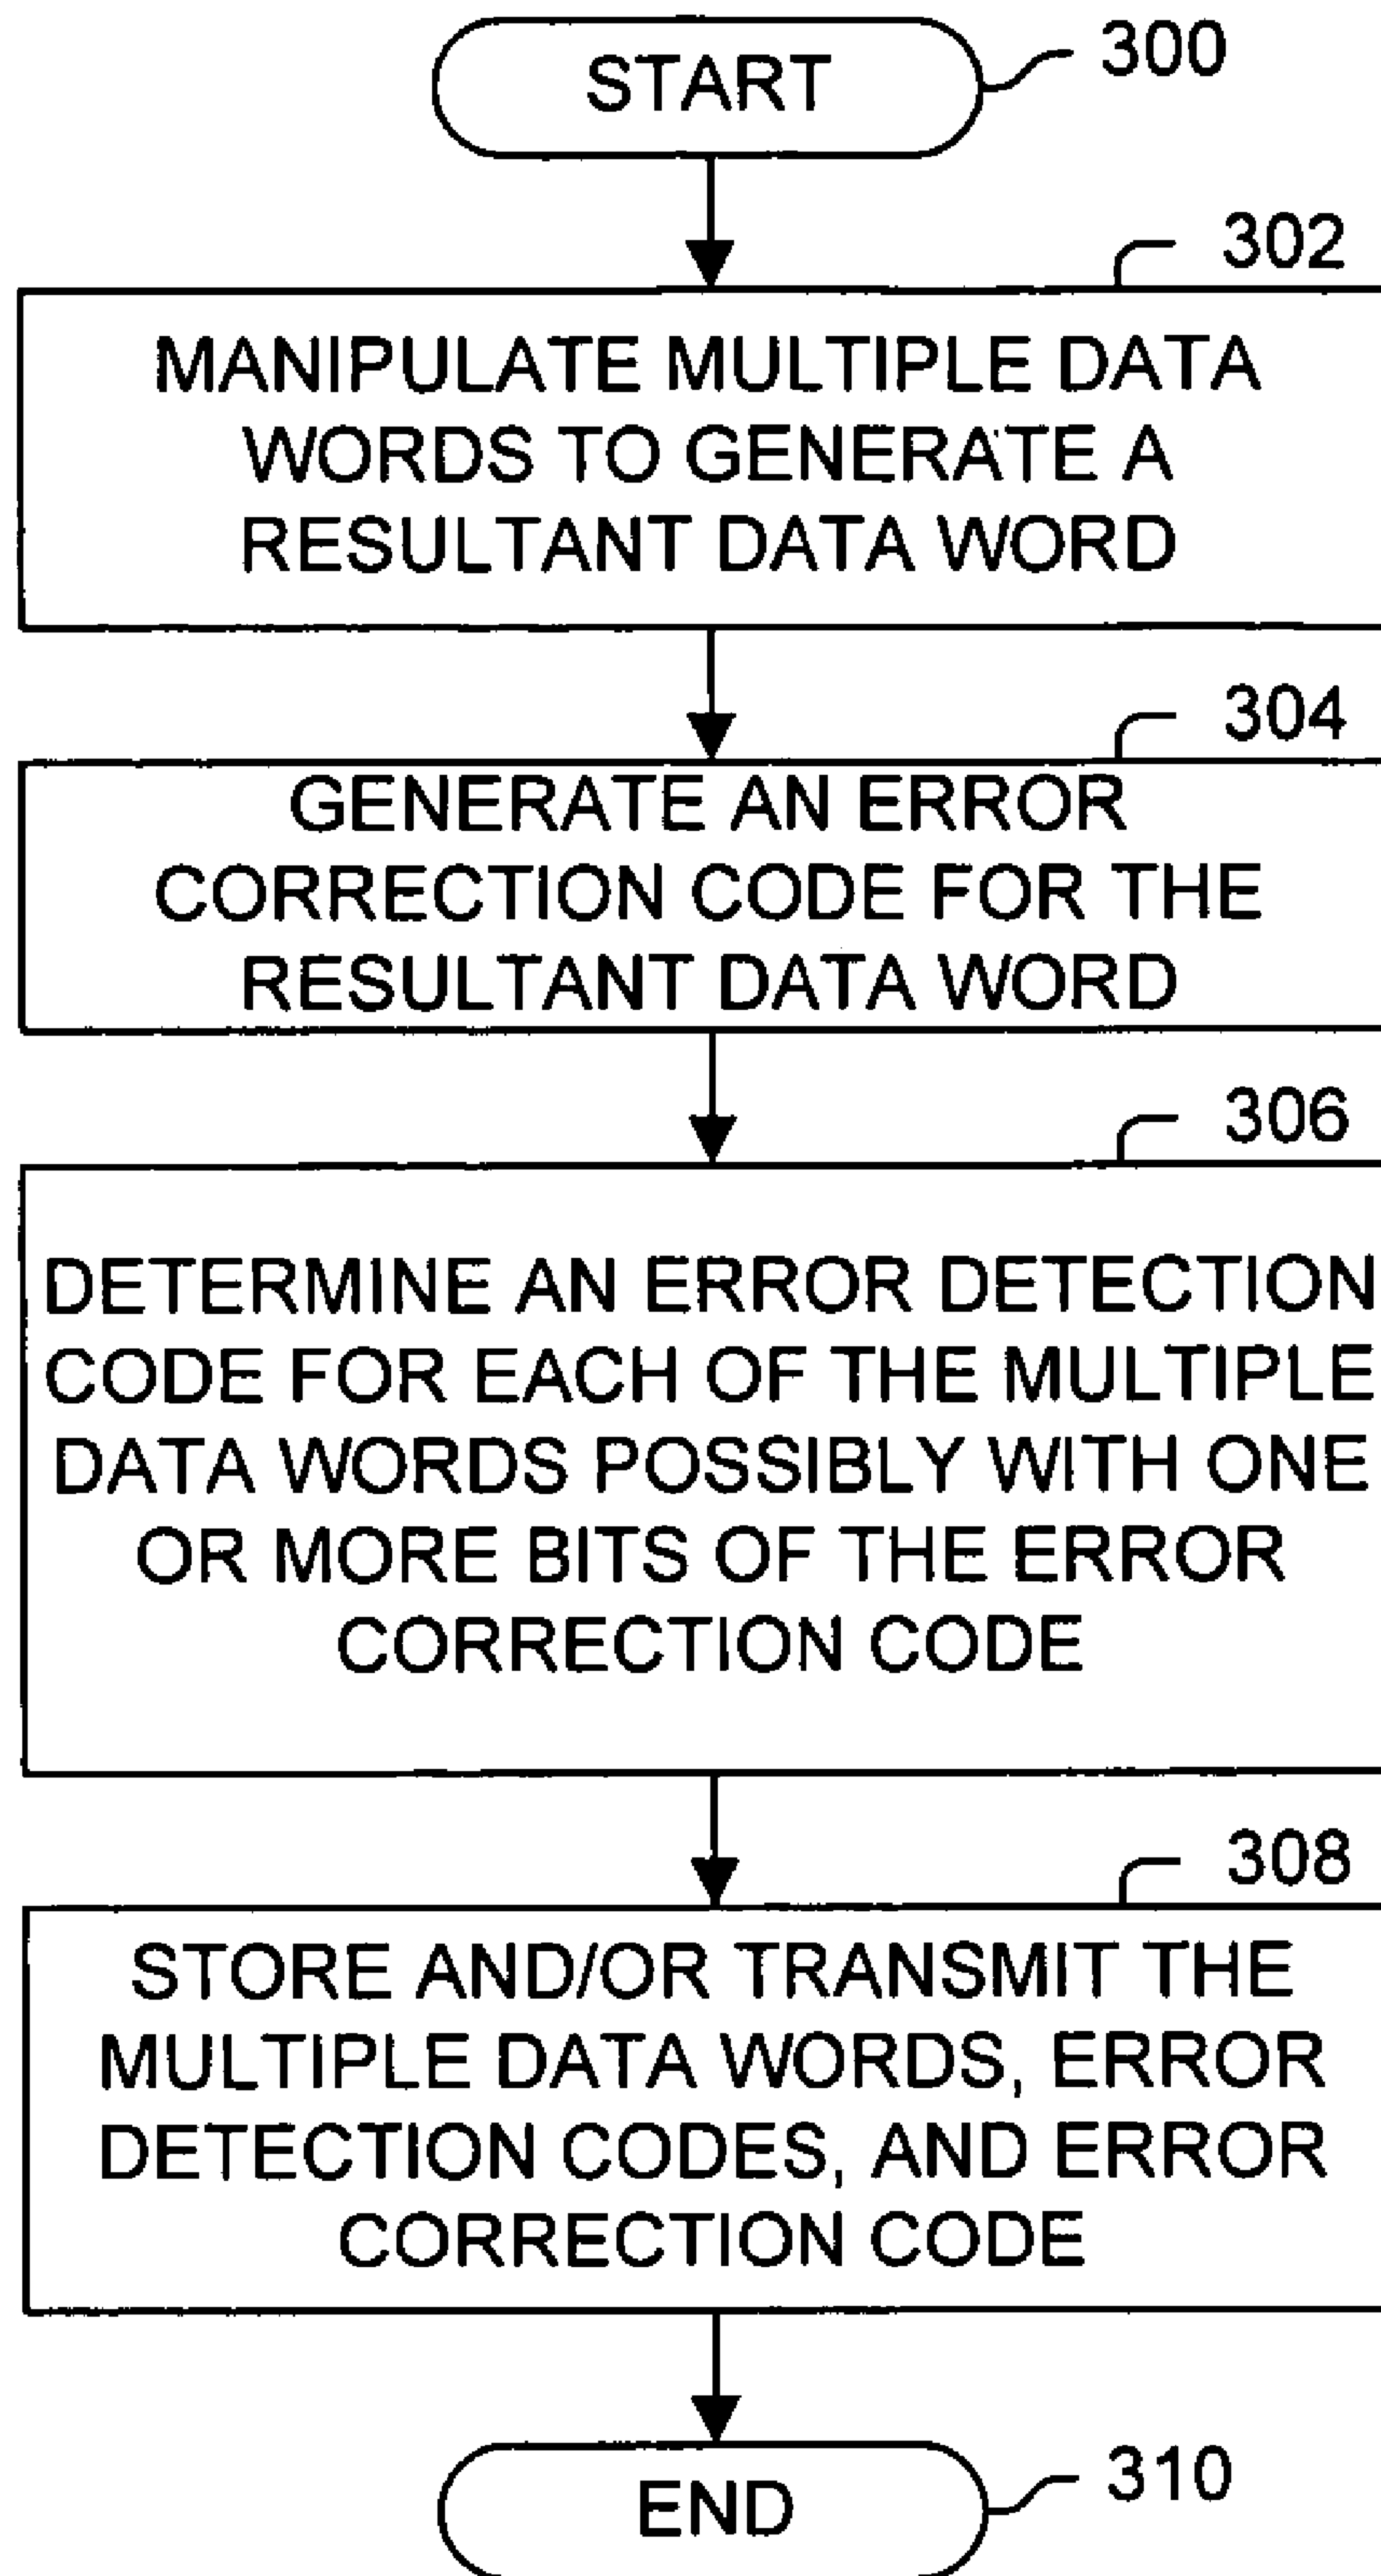 START
300
302
MANIPULATE MULTIPLE DATA
WORDS TO GENERATE A
RESULTANT DATA WORD
304
GENERATE AN ERROR
CORRECTION CODE FOR THE
RESULTANT DATA WORD
306
DETERMINE AN ERROR DETECTION
CODE FOR EACH OF THE MULTIPLE
DATA WORDS POSSIBLY WITH ONE
OR MORE BITS OF THE ERROR
CORRECTION CODE
308
STORE AND/OR TRANSMIT THE
MULTIPLE DATA WORDS, ERROR
DETECTION CODES, AND ERROR
CORRECTION CODE
END
310